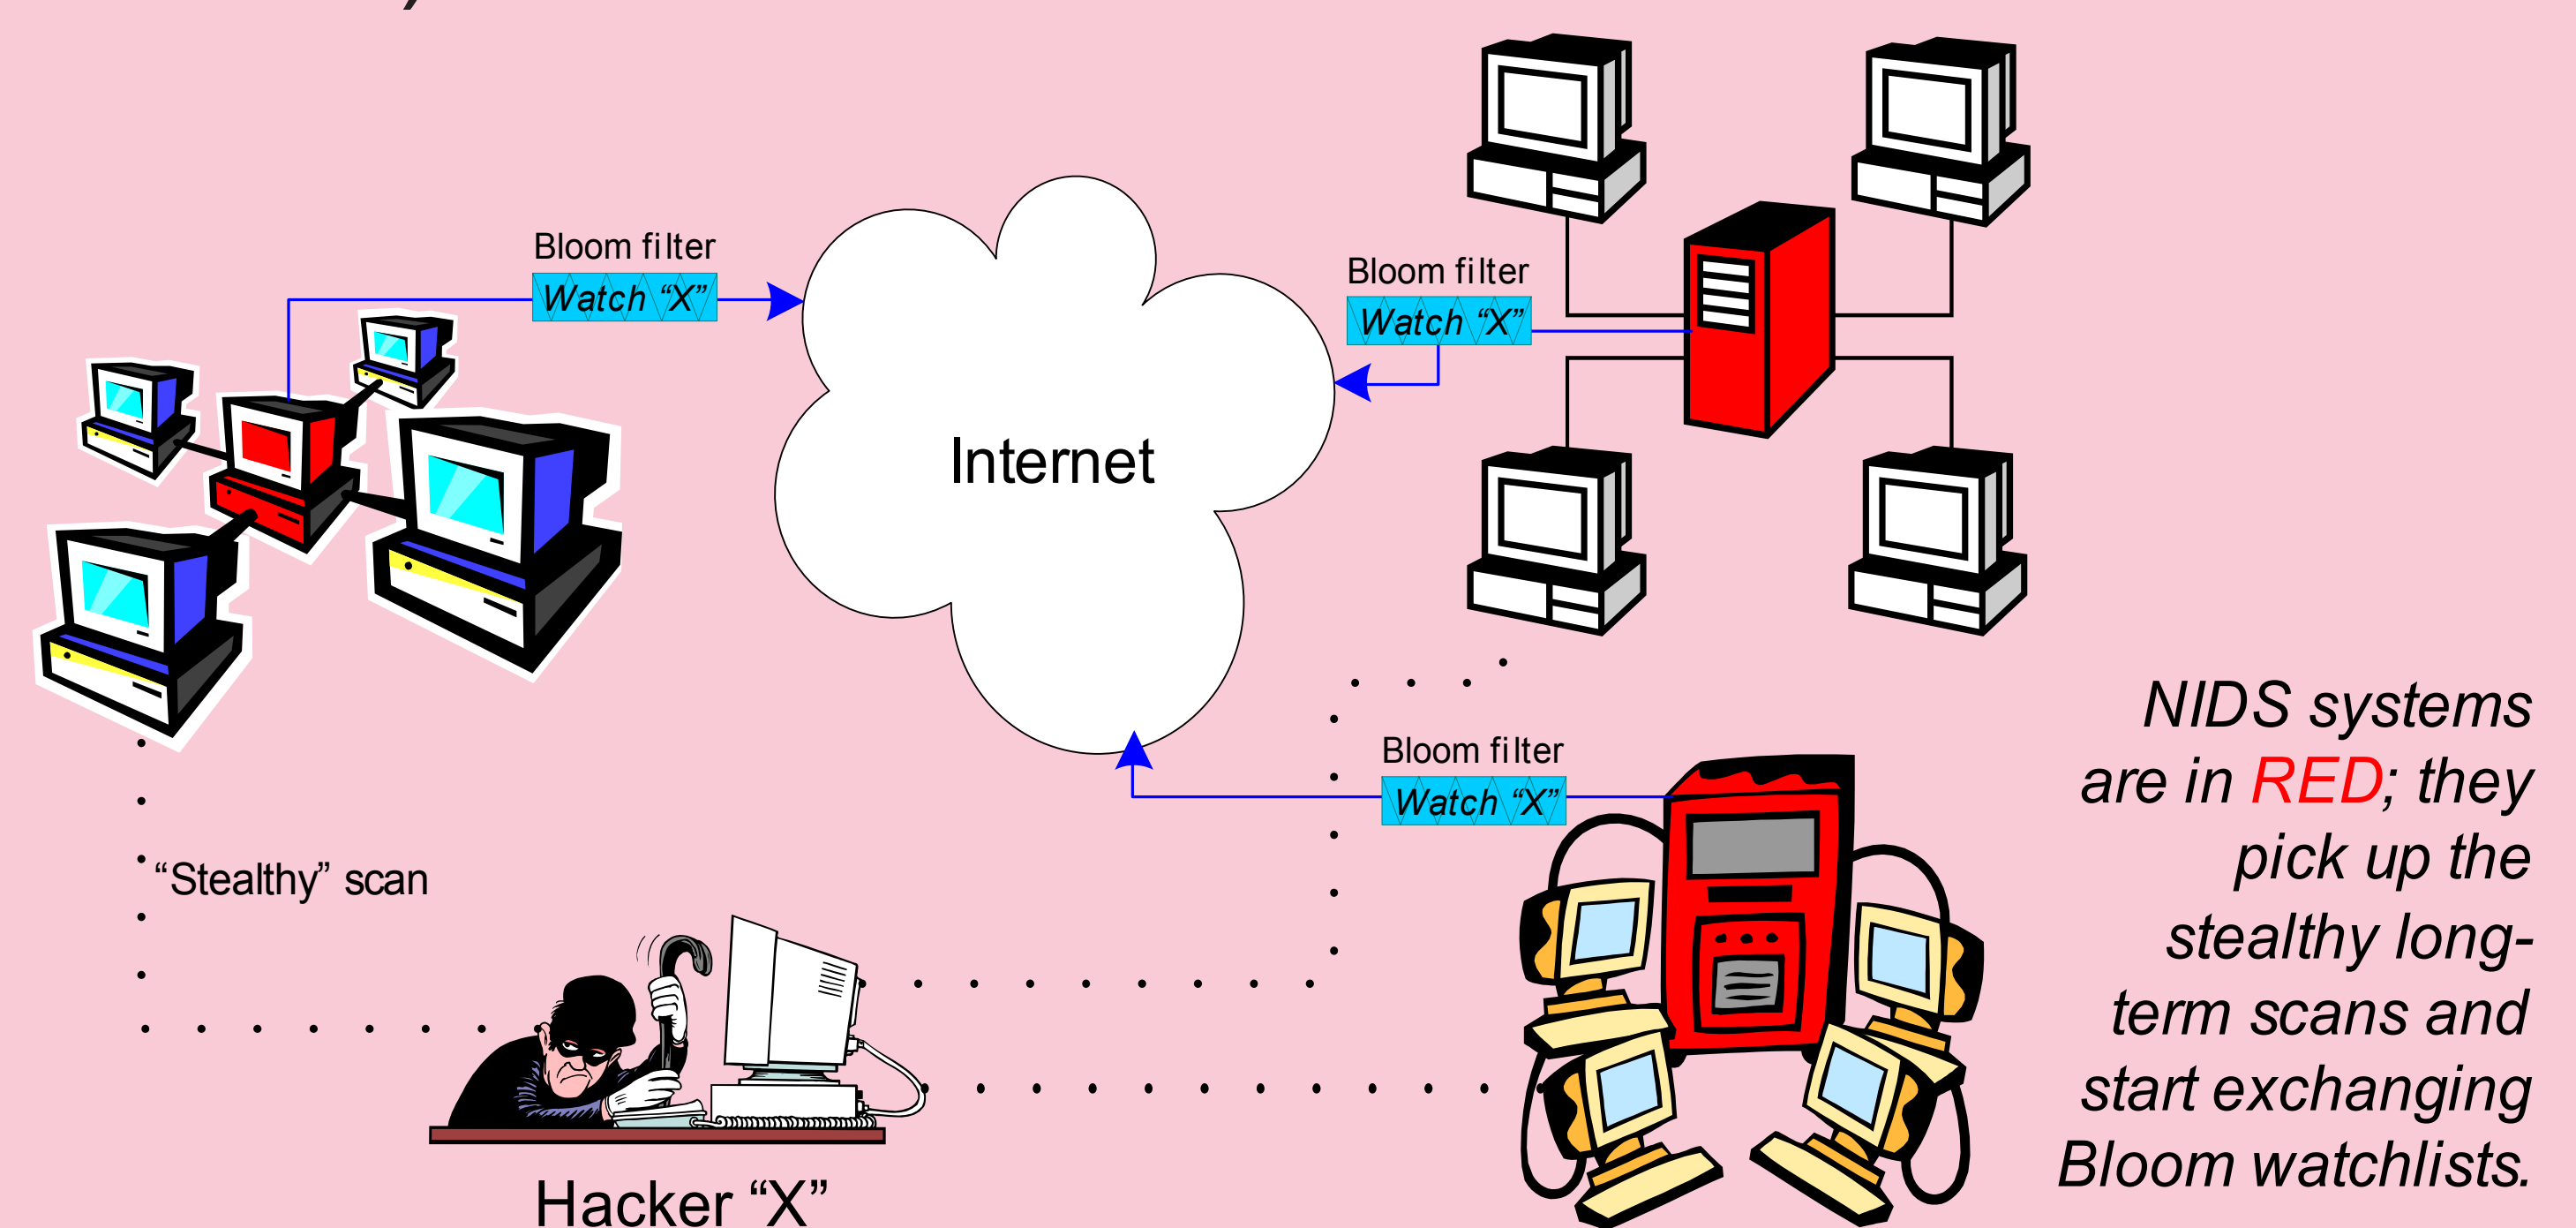 Bloom filter
Watch “X”
Bloom filter
Watch “X”
Internet
Bloom filter
Watch “X”
“Stealthy” scan
Hacker “X”
NIDS systems
are in RED; they
pick up the
stealthy long-
term scans and
start exchanging
Bloom watchlists.